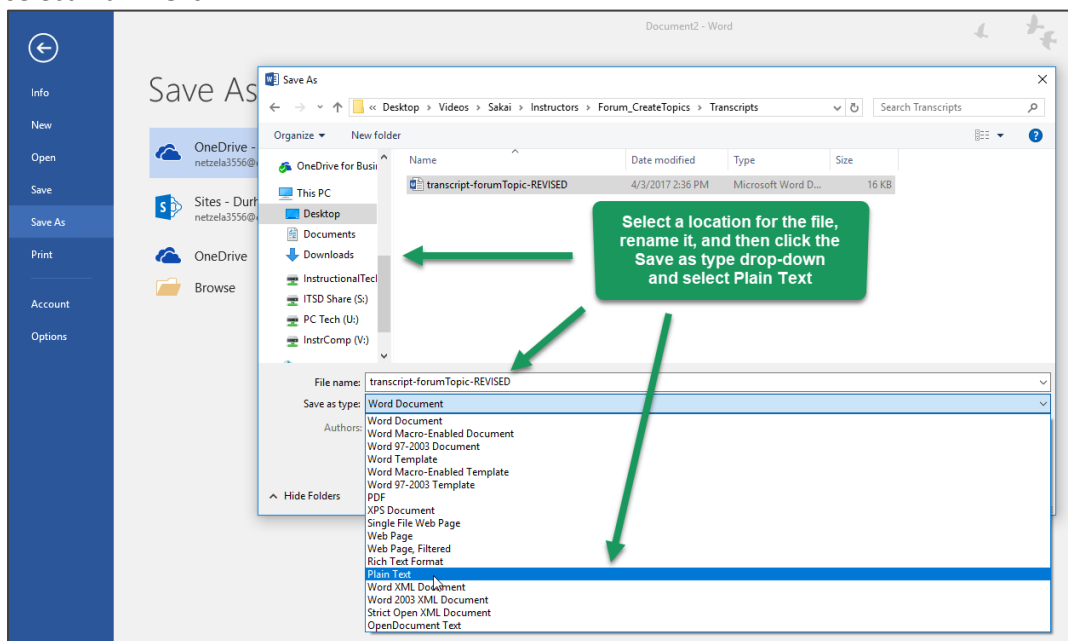 Document2 - Word
Info
New
Open
Save
Save As
Print
Account
Options
Save As
OneDrive -
netzela3556@
Sites - Durh
netzela3556@
OneDrive
Browse
Save As
« Desktop › Videos › Sakai › Instructors › Forum_CreateTopics › Transcripts
Search Transcripts
Organize
New folder
OneDrive for Busin
This PC
Desktop
Documents
Downloads
InstructionalTecl
ITSD Share (S:)
PC Tech (U:)
InstrComp (V:)
Name
Date modified
Type
Size
transcript-forumTopic-REVISED
4/3/2017 2:36 PM
Microsoft Word D...
16 KB
Select a location for the file,
rename it, and then click the
Save as type drop-down
and select Plain Text
File name: transcript-forumTopic-REVISED
Save as type: Word Document
Authors:
Word Document
Word Macro-Enabled Document
Word 97-2003 Document
Word Template
Word Macro-Enabled Template
Word 97-2003 Template
PDF
XPS Document
Single File Web Page
Web Page
Web Page, Filtered
Rich Text Format
Plain Text
Word XML Document
Word 2003 XML Document
Strict Open XML Document
OpenDocument Text
Hide Folders